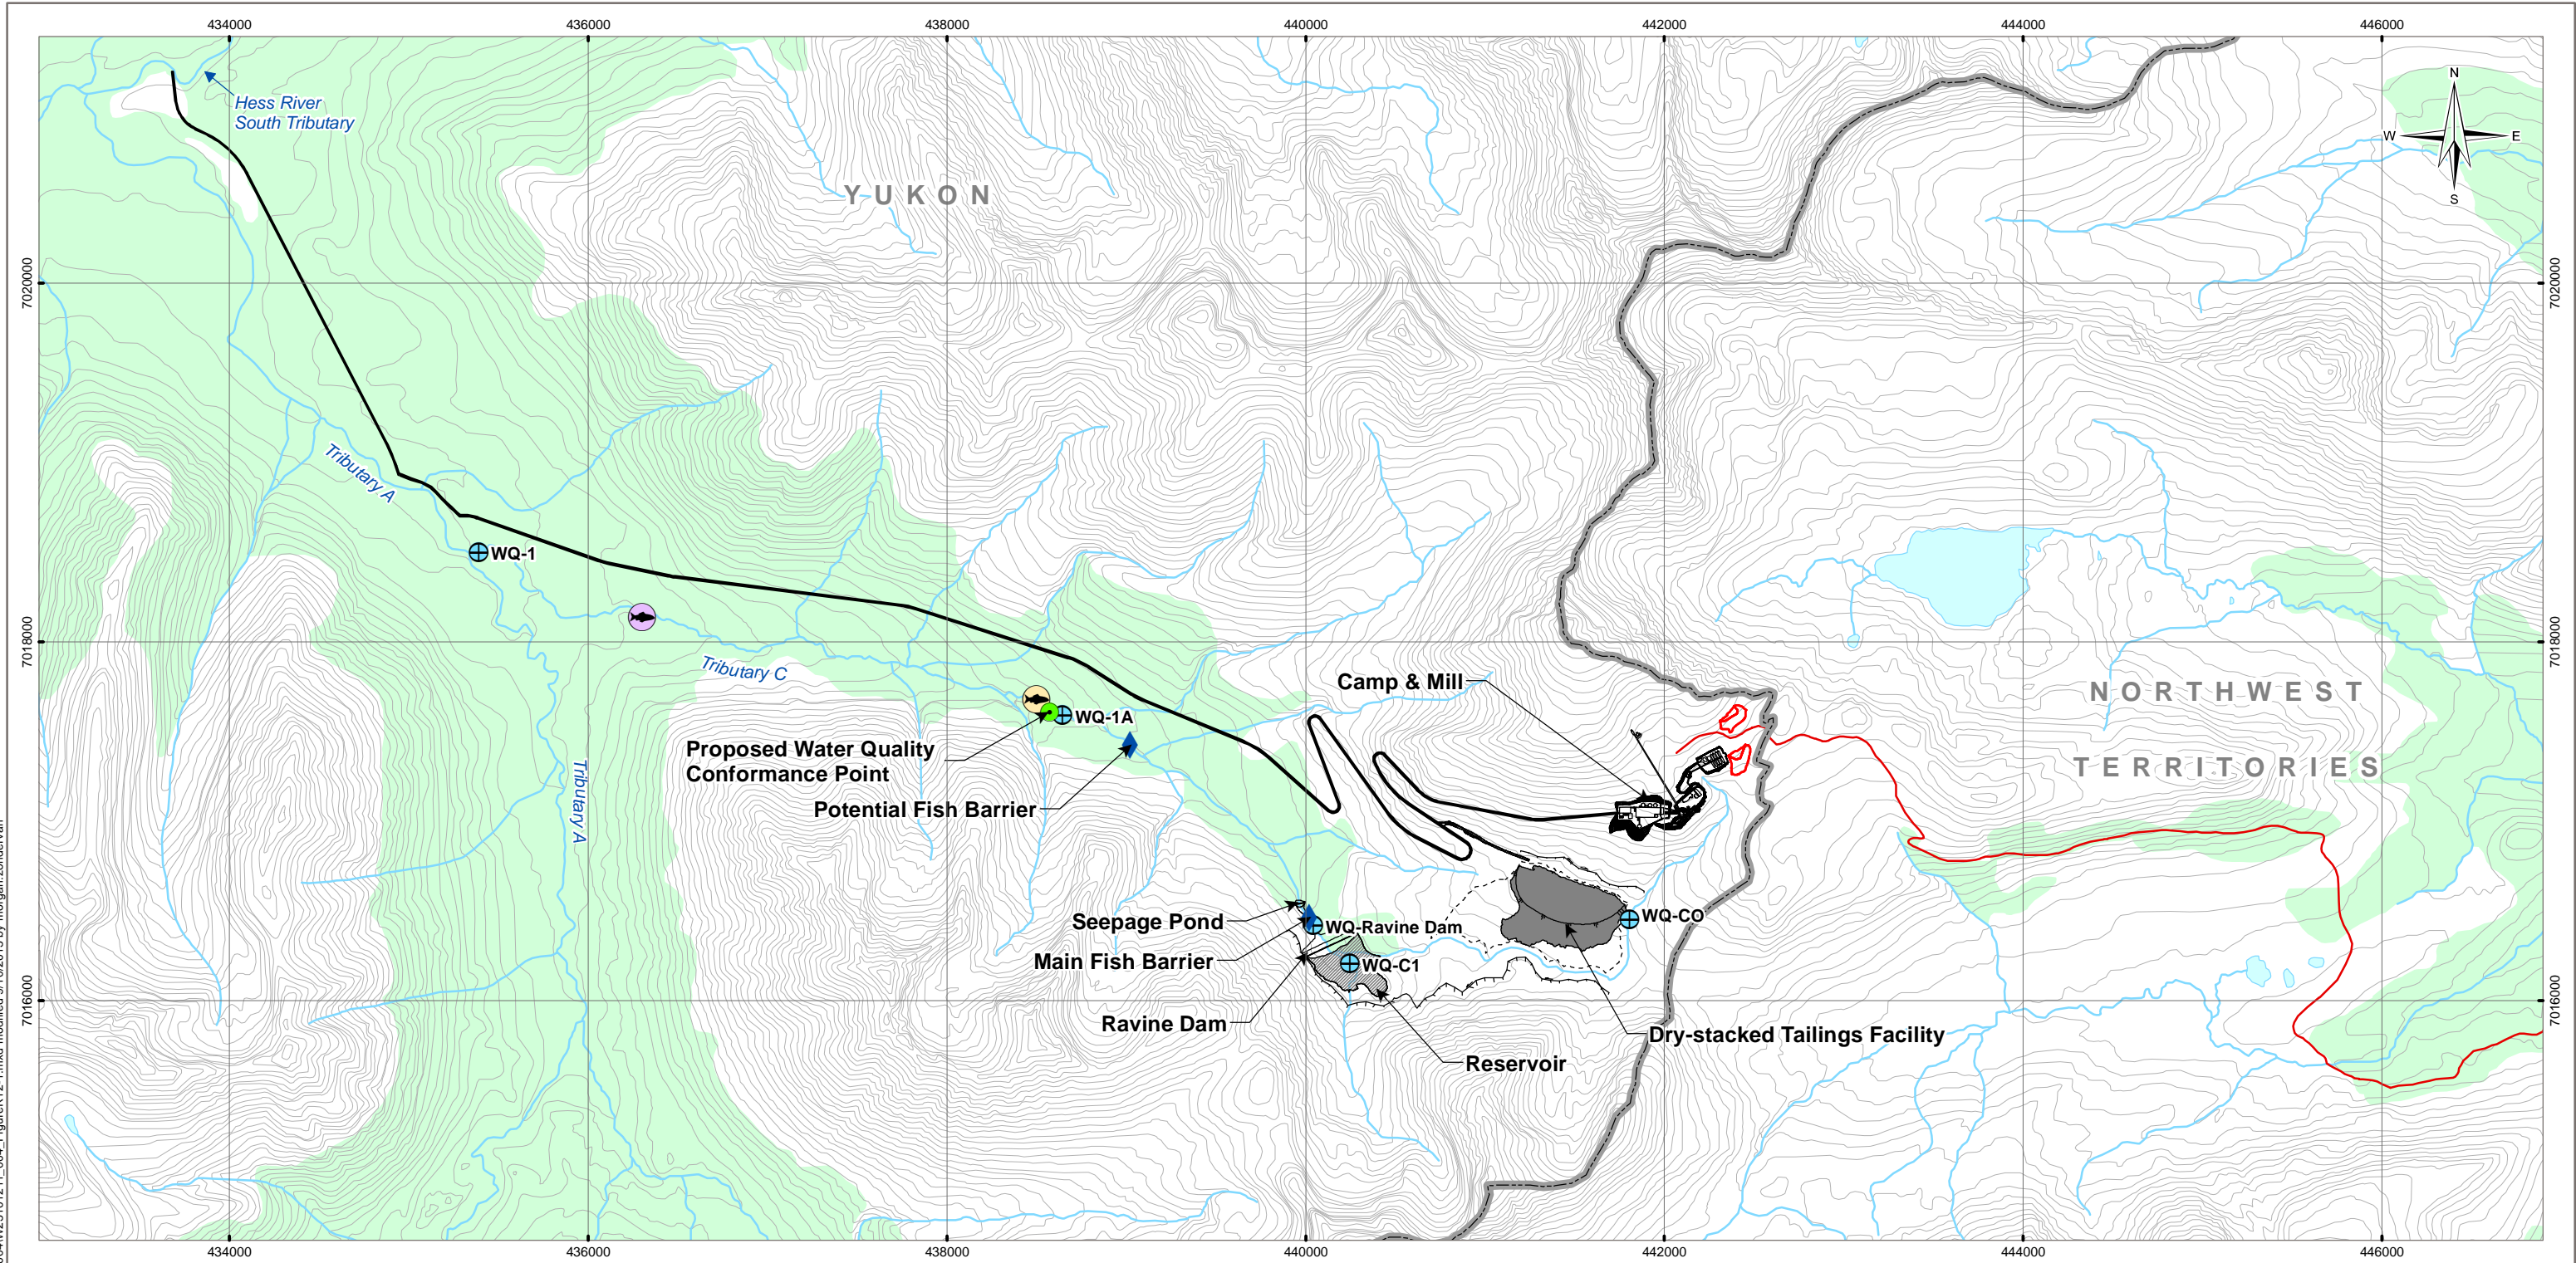 434000 436000 438000 440000 442000 444000 446000
N
W E
S
Hess River
South Tributary
YUKON
7020000 7020000
Tributary A
WQ-1
7018000 7018000
Tributary C
Camp & Mill
NORTHWEST
TERRITORIES
WQ-1A
Proposed Water Quality
Conformance Point
Potential Fish Barrier
Tributary A
Seepage Pond
WQ-Ravine Dam
WQ-CO
Main Fish Barrier
WQ-C1
7016000 7016000
Ravine Dam
Dry-stacked Tailings Facility
Reservoir
434000 436000 438000 440000 442000 444000 446000